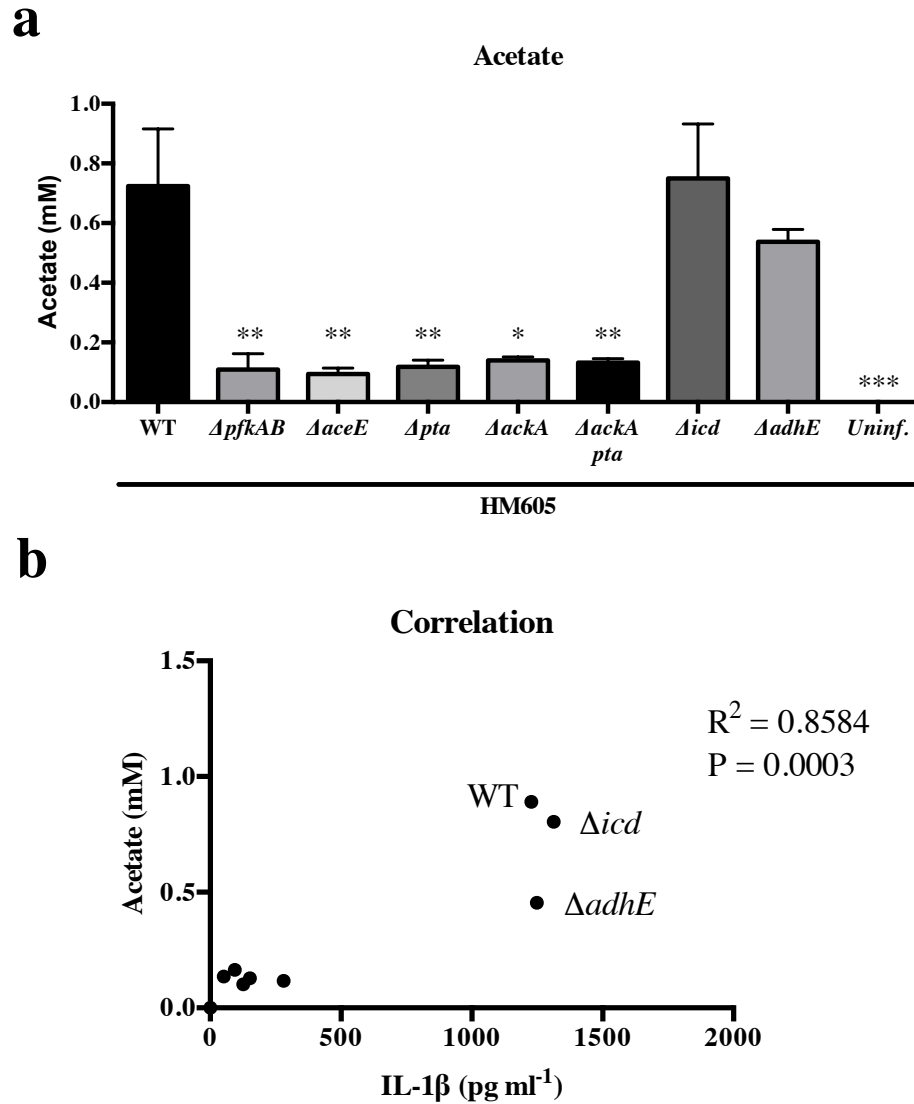 a
Acetate
1.0
0.8
0.6
0.4
0.2
0.0
Acetate (mM)
** ** ** * ** ***
WT ΔpfkAB ΔaceE Δpta ΔackA ΔackA Δicd ΔadhE Uninf.
pta
HM605
b
Correlation
1.5
1.0
0.5
0.0
Acetate (mM)
R² = 0.8584
P = 0.0003
WT
Δicd
ΔadhE
0 500 1000 1500 2000
IL-1β (pg ml⁻¹)